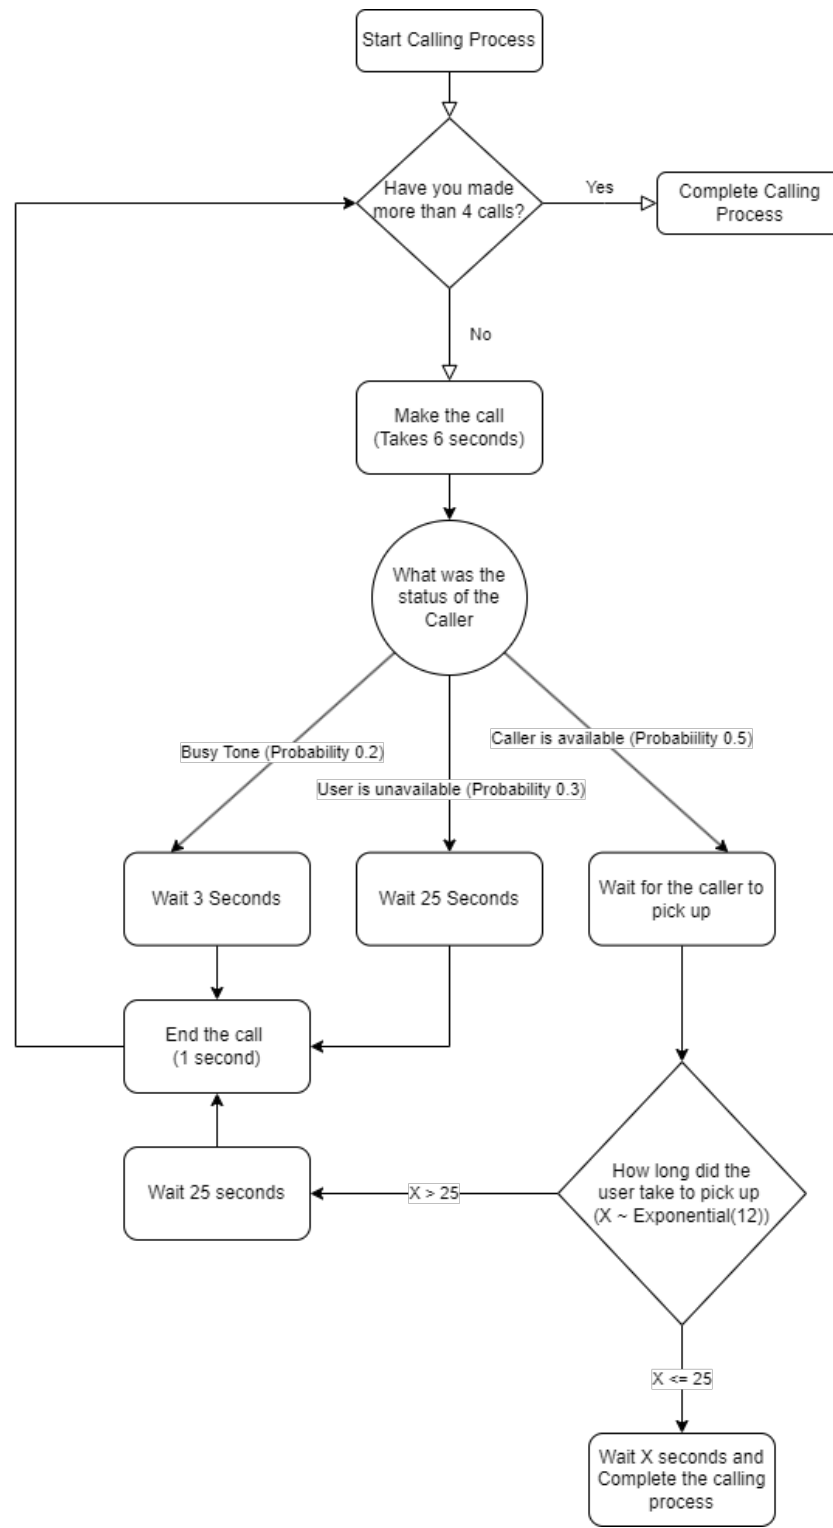 Start Calling Process
Have you made
more than 4 calls?
Yes
Complete Calling
Process
No
Make the call
(Takes 6 seconds)
What was the
status of the
Caller
Busy Tone (Probability 0.2)
User is unavailable (Probability 0.3)
Caller is available (Probabiility 0.5)
Wait 3 Seconds
Wait 25 Seconds
Wait for the caller to
pick up
End the call
(1 second)
Wait 25 seconds
X > 25
How long did the
user take to pick up
(X ~ Exponential(12))
X <= 25
Wait X seconds and
Complete the calling
process